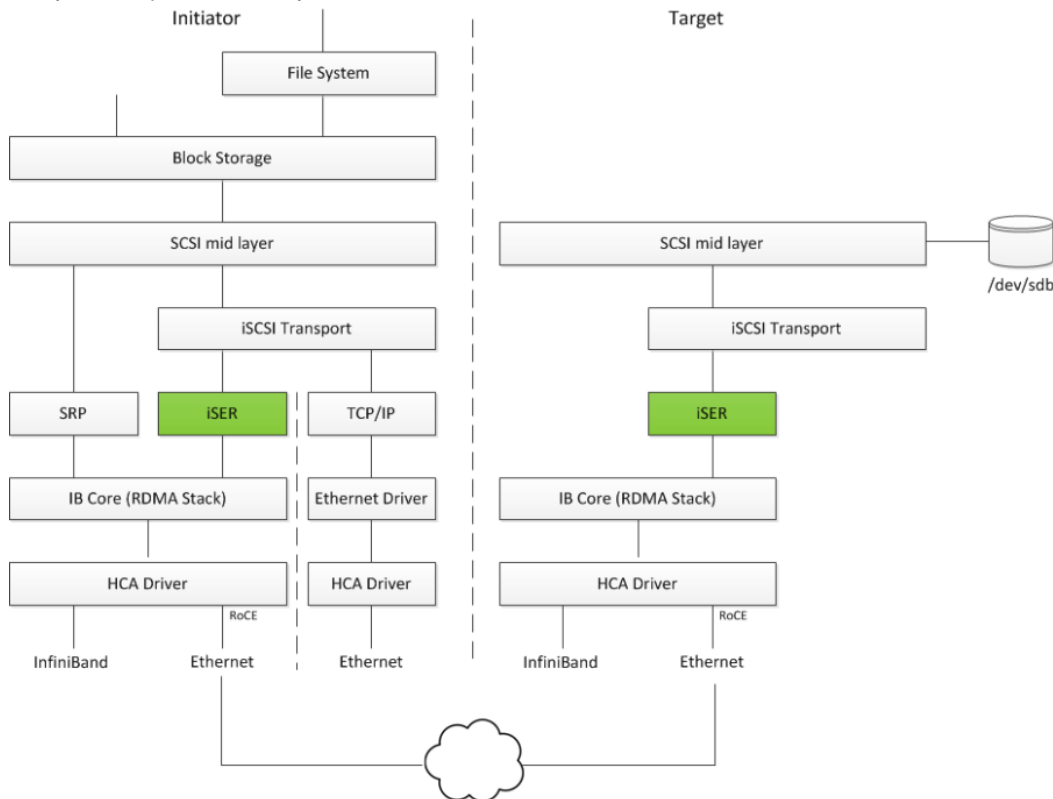 Initiator
Target
File System
Block Storage
SCSI mid layer
SCSI mid layer
/dev/sdb
iSCSI Transport
iSCSI Transport
SRP
iSER
TCP/IP
iSER
IB Core (RDMA Stack)
Ethernet Driver
IB Core (RDMA Stack)
HCA Driver
HCA Driver
HCA Driver
RoCE
RoCE
InfiniBand
Ethernet
Ethernet
InfiniBand
Ethernet